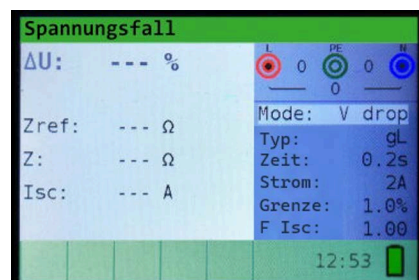 Spannungsfall
ΔU: --- %
Zref: --- Ω
Z: --- Ω
Isc: --- A
L PE N
0 0
0
Mode: V drop
Typ: gL
Zeit: 0.2s
Strom: 2A
Grenze: 1.0%
F Isc: 1.00
12:53